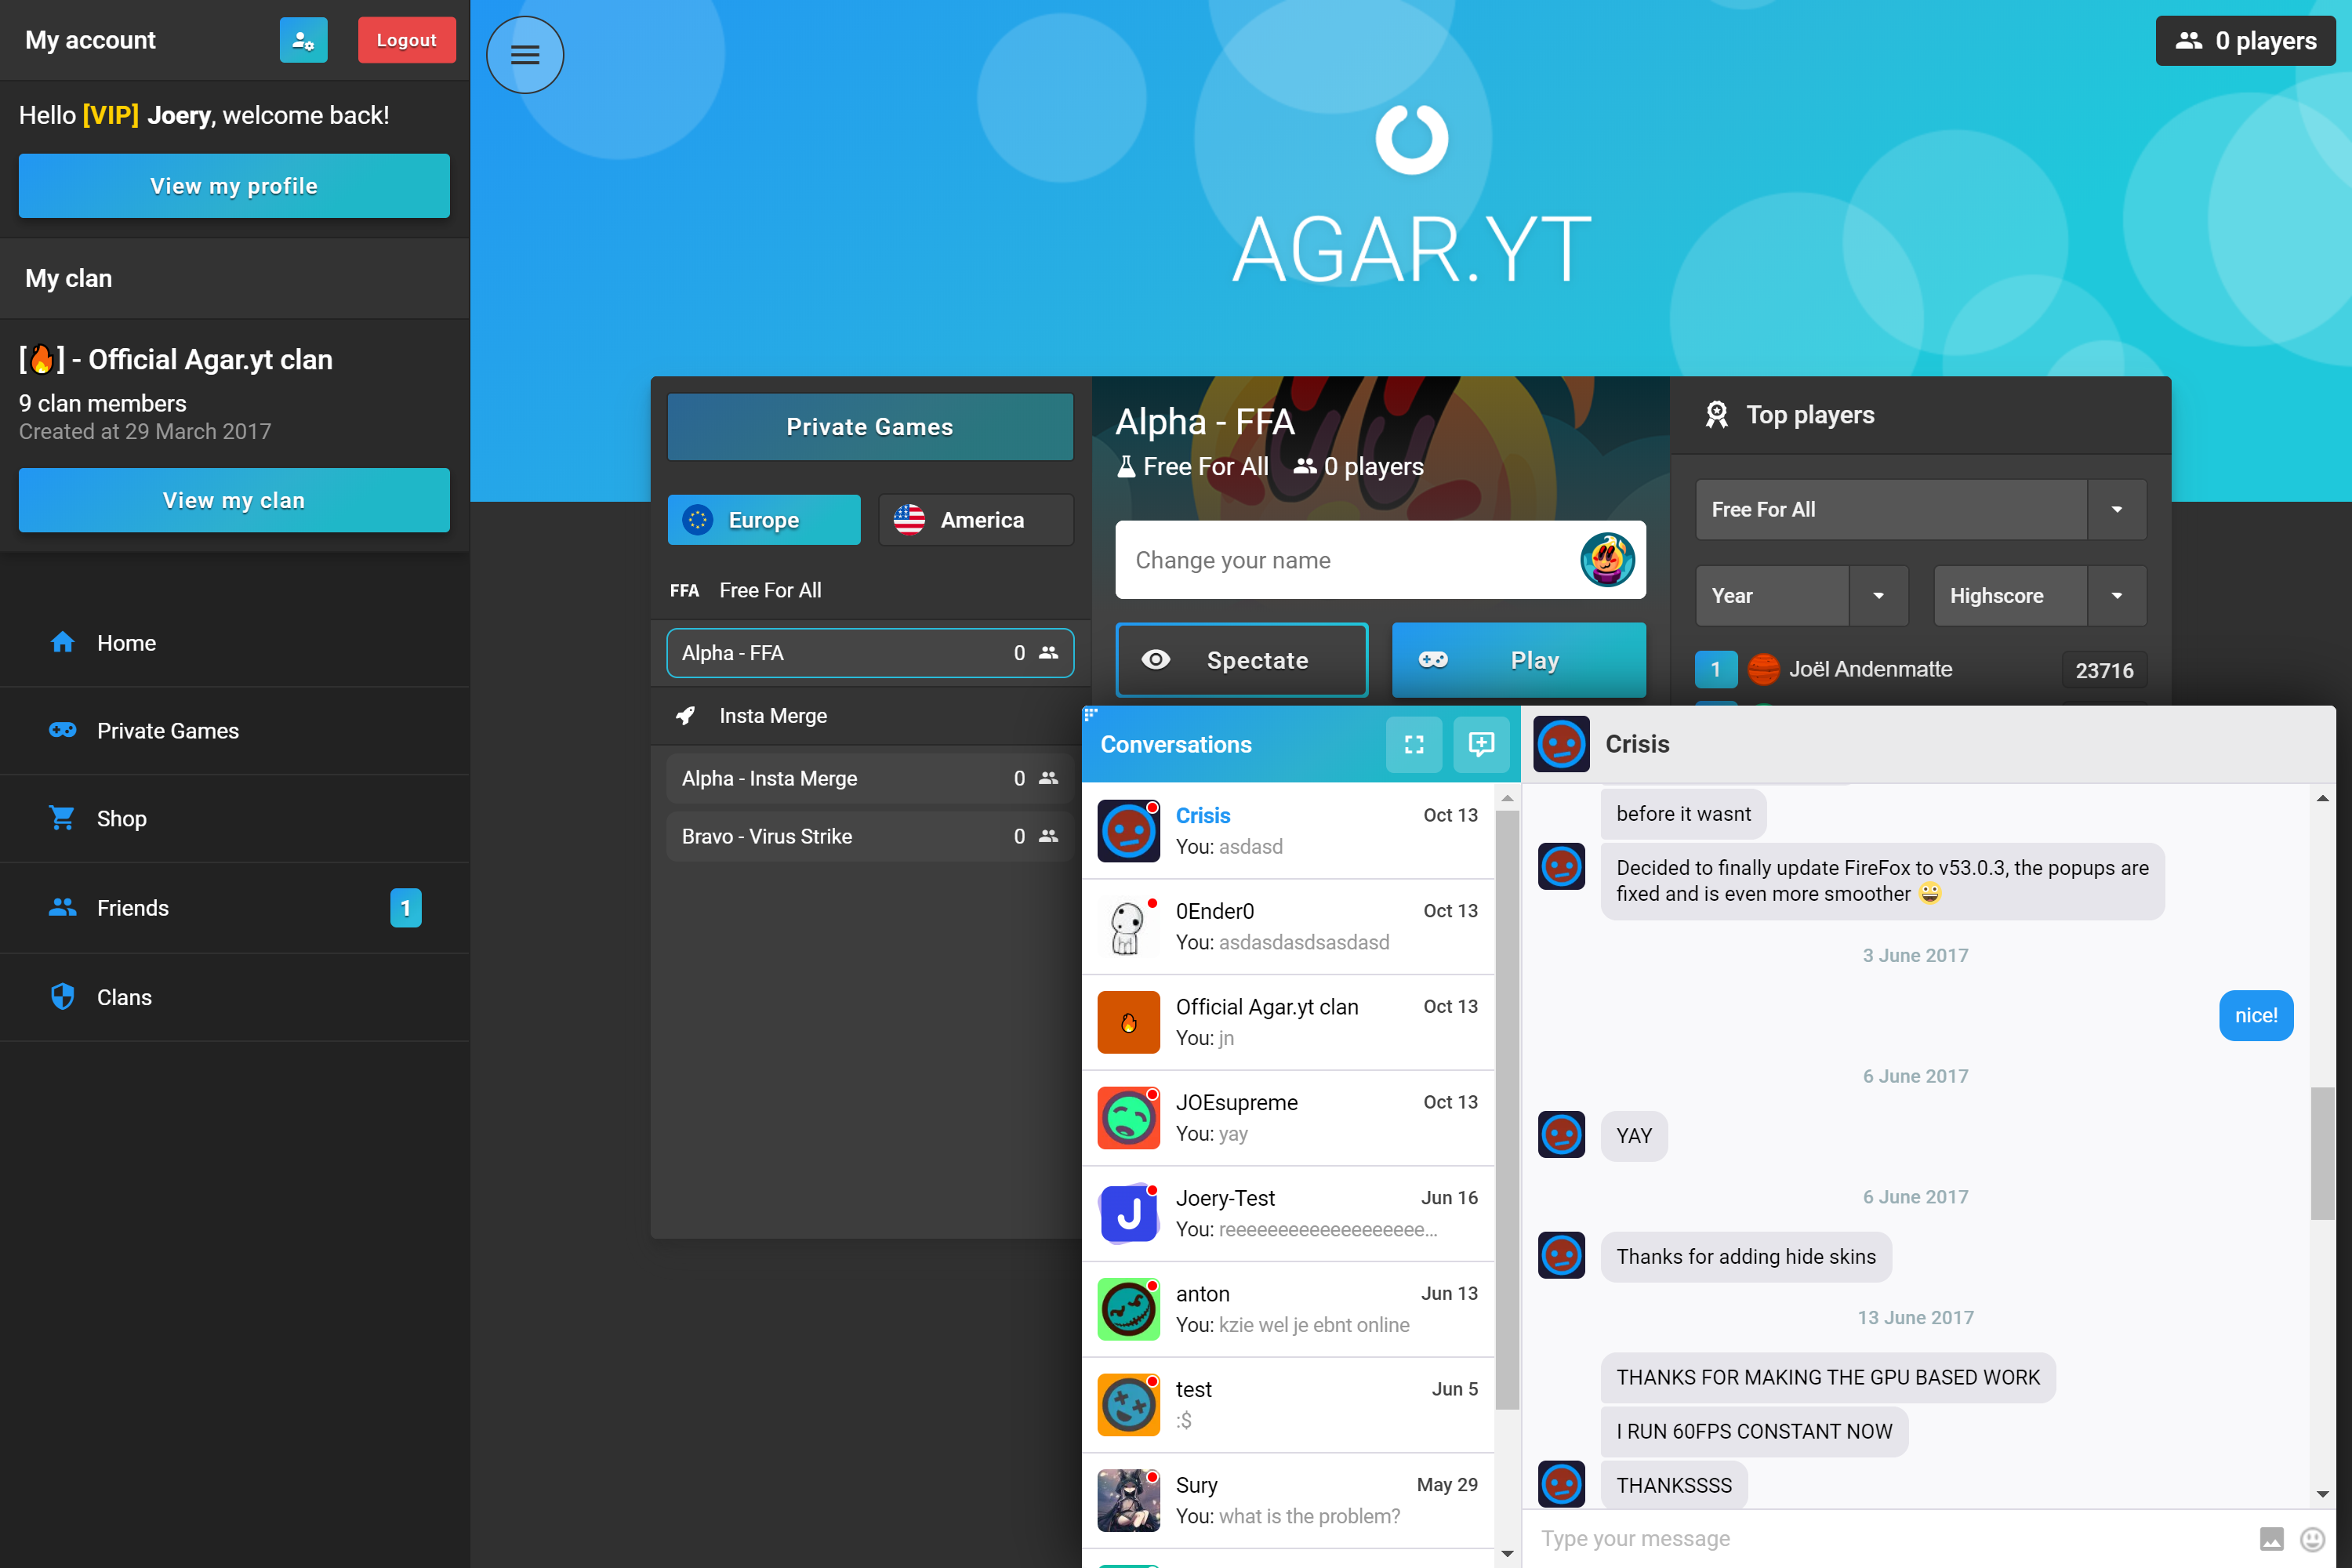 My account
Logout
Hello [VIP] Joery, welcome back!
View my profile
My clan
[🔥] - Official Agar.yt clan
9 clan members
Created at 29 March 2017
View my clan
Home
Private Games
Shop
Friends
1
Clans
0 players
AGAR.YT
Private Games
Europe
America
FFA Free For All
Alpha - FFA 0
Insta Merge
Alpha - Insta Merge 0
Bravo - Virus Strike 0
Alpha - FFA
Free For All 0 players
Change your name
Spectate
Play
Top players
Free For All
Year
Highscore
1 Joël Andenmatte 23716
Conversations
Crisis Oct 13
You: asdasd
0Ender0 Oct 13
You: asdasdasdsasdasd
Official Agar.yt clan Oct 13
You: jn
JOEsupreme Oct 13
You: yay
J
Joery-Test Jun 16
You: reeeeeeeeeeeeeeeeeee...
anton Jun 13
You: kzie wel je ebnt online
test Jun 5
:$
Sury May 29
You: what is the problem?
Crisis
before it wasnt
Decided to finally update FireFox to v53.0.3, the popups are
fixed and is even more smoother 😀
3 June 2017
nice!
6 June 2017
YAY
6 June 2017
Thanks for adding hide skins
13 June 2017
THANKS FOR MAKING THE GPU BASED WORK
I RUN 60FPS CONSTANT NOW
THANKSSSS
Type your message